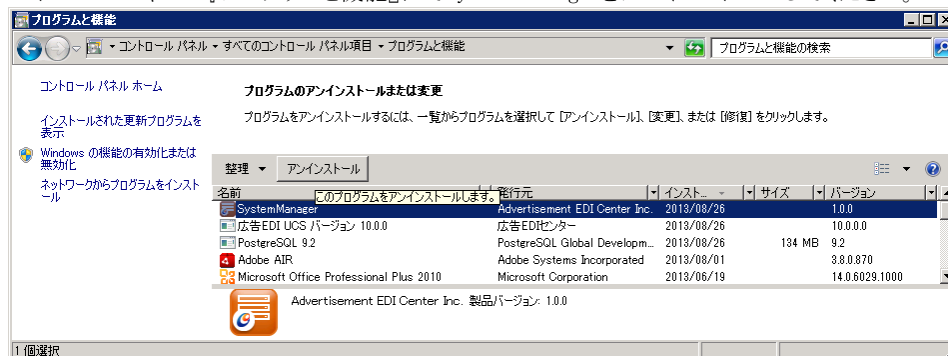 プログラムと機能
コントロール パネル すべてのコントロール パネル項目 プログラムと機能
プログラムと機能の検索
コントロール パネル ホーム
インストールされた更新プログラムを
表示
Windows の機能の有効化または
無効化
ネットワークからプログラムをインスト
ール
プログラムのアンインストールまたは変更
プログラムをアンインストールするには、一覧からプログラムを選択して [アンインストール]、[変更]、または [修復] をクリックします。
整理 アンインストール
名前 発行元 インスト... サイズ バージョン
このプログラムをアンインストールします。
SystemManager Advertisement EDI Center Inc. 2013/08/26 1.0.0
広告EDI UCS バージョン 10.0.0 広告EDIセンター 2013/08/26 10.0.0.0
PostgreSQL 9.2 PostgreSQL Global Developm... 2013/08/26 134 MB 9.2
Adobe AIR Adobe Systems Incorporated 2013/08/01 3.8.0.870
Microsoft Office Professional Plus 2010 Microsoft Corporation 2013/06/19 14.0.6029.1000
Advertisement EDI Center Inc. 製品バージョン: 1.0.0
1 個選択